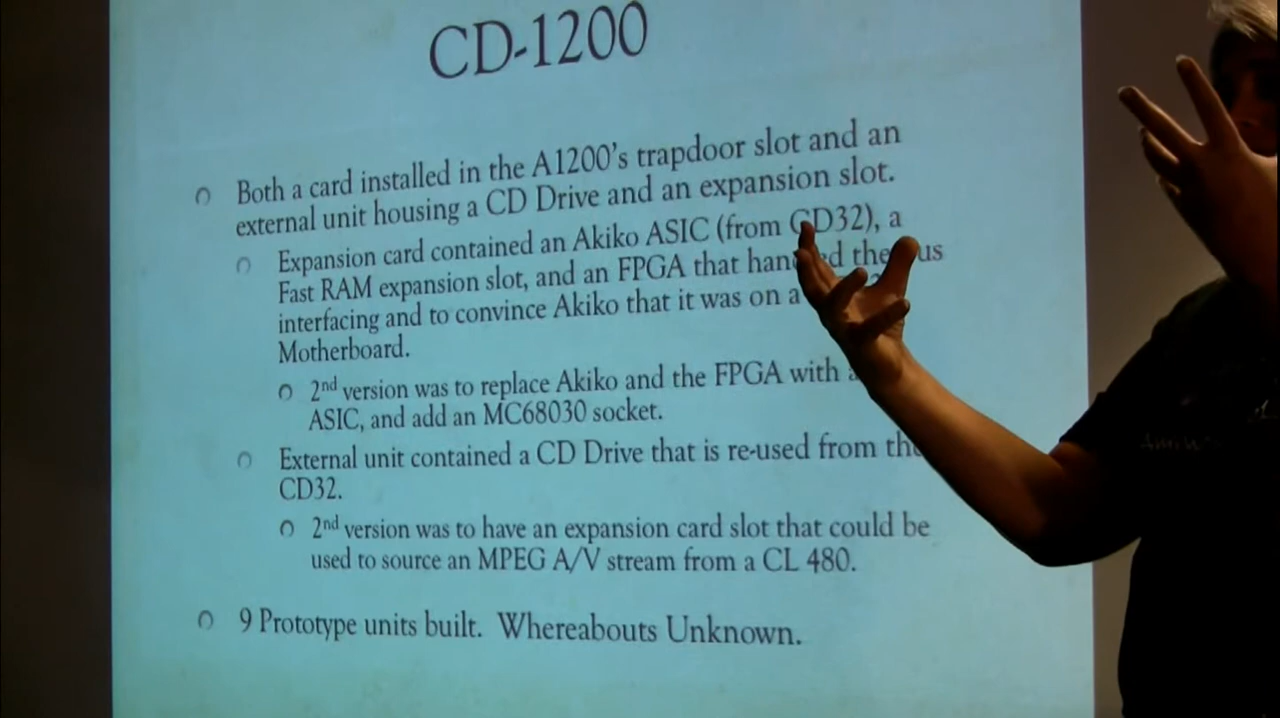 CD-1200
Both a card installed in the A1200's trapdoor slot and an
external unit housing a CD Drive and an expansion slot.
Expansion card contained an Akiko ASIC (from CD32), a
Fast RAM expansion slot, and an FPGA that the
interfacing and to convince Akiko that it was on a
Motherboard.
2nd version was to replace Akiko and the FPGA with
ASIC, and add an MC68030 socket.
External unit contained a CD Drive that is re-used from the
CD32.
2nd version was to have an expansion card slot that could be
used to source an MPEG A/V stream from a CL 480.
9 Prototype units built. Whereabouts Unknown.